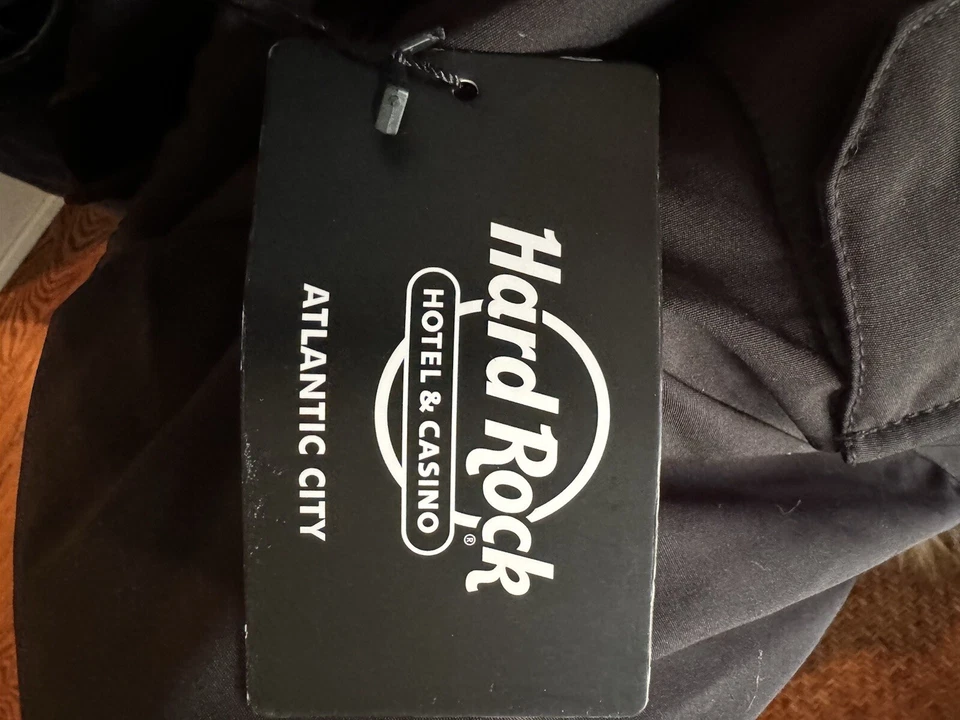 Hard Rock
HOTEL & CASINO ®
ATLANTIC CITY